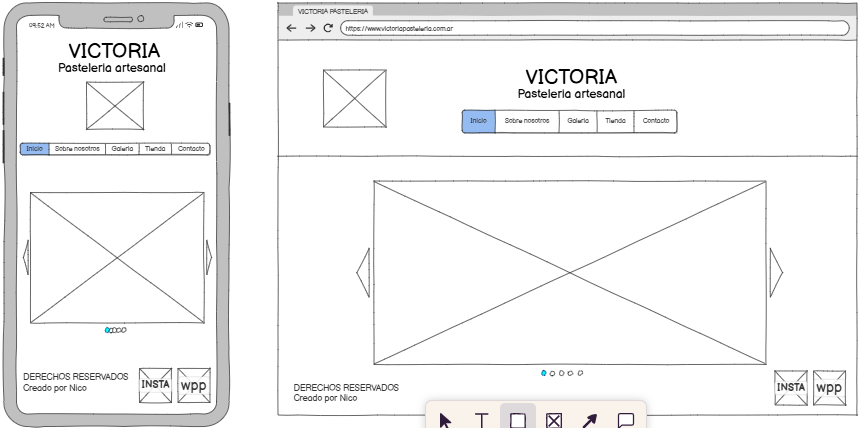 09:52 AM
VICTORIA
Pasteleria artesanal
Inicio
Sobre nosotros
Galeria
Tienda
Contacto
DERECHOS RESERVADOS
Creado por Nico
INSTA
wpp
VICTORIA PASTELERIA
https://www.victoriapasteleria.com.ar
VICTORIA
Pasteleria artesanal
Inicio
Sobre nosotros
Galeria
Tienda
Contacto
DERECHOS RESERVADOS
Creado por Nico
INSTA
wpp